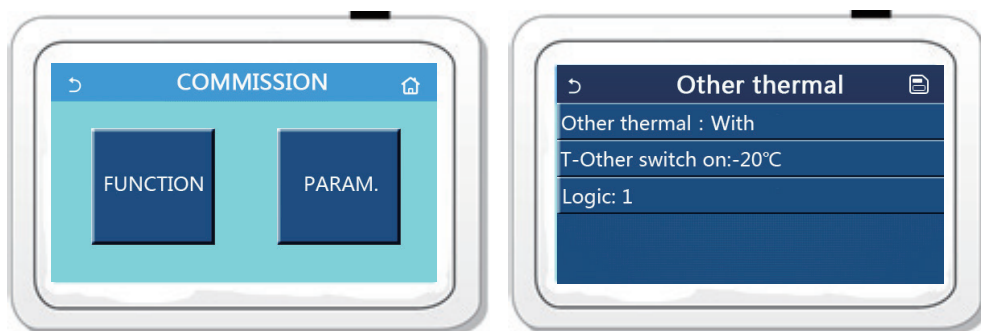 COMMISSION
FUNCTION
PARAM.
Other thermal
Other thermal : With
T-Other switch on:-20℃
Logic: 1